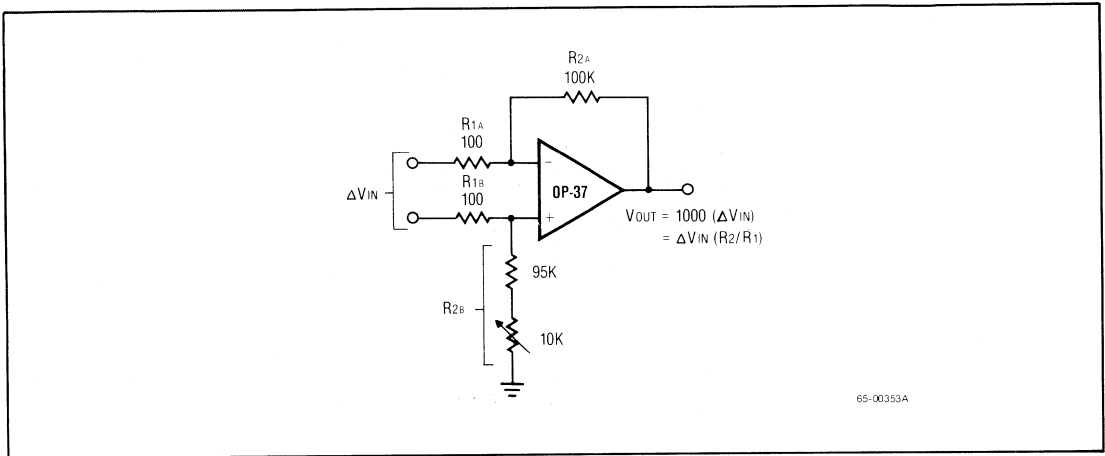 R2A
100K
R1A
100
R1B
100
ΔVIN
−
+
OP-37
VOUT = 1000 (ΔVIN)
= ΔVIN (R2/R1)
95K
R2B
10K
65-00353A